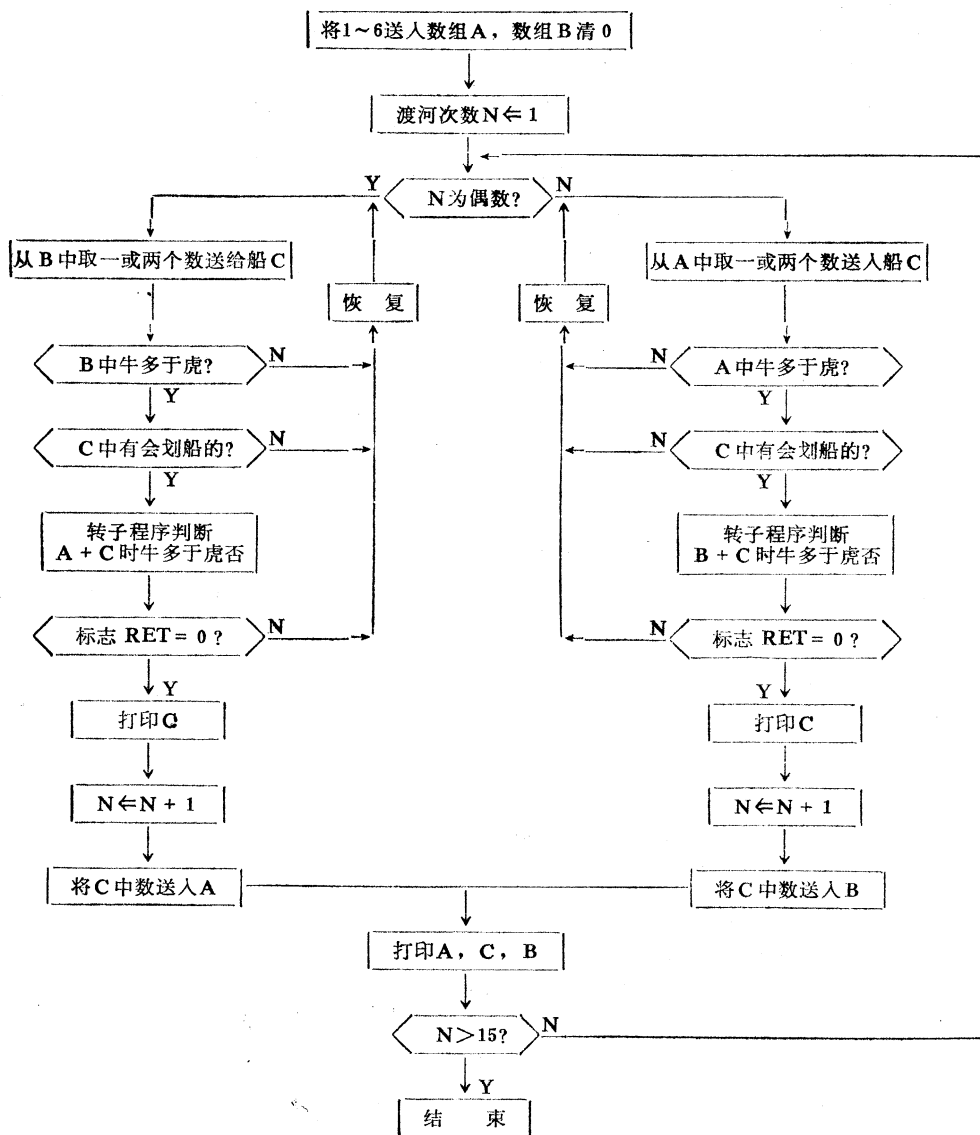 将1~6送入数组A，数组B清0
渡河次数N⇐1
Y
N为偶数?
N
从B中取一或两个数送给船C
恢 复
恢 复
从A中取一或两个数送入船C
B中牛多于虎?
N
N
A中牛多于虎?
Y
Y
C中有会划船的?
N
N
C中有会划船的?
Y
Y
转子程序判断
A + C时牛多于虎否
转子程序判断
B + C时牛多于虎否
标志 RET = 0 ?
N
N
标志 RET = 0 ?
Y
Y
打印C
打印C
N⇐N + 1
N⇐N + 1
将C中数送入A
将C中数送入B
打印A，C，B
N＞15?
N
Y
结 束